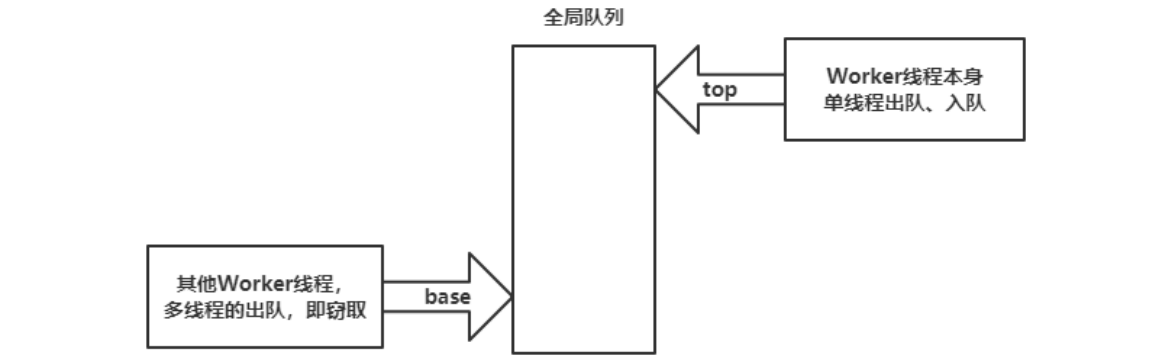 全局队列
Worker线程本身
单线程出队、入队
top
其他Worker线程，
多线程的出队，即窃取
base